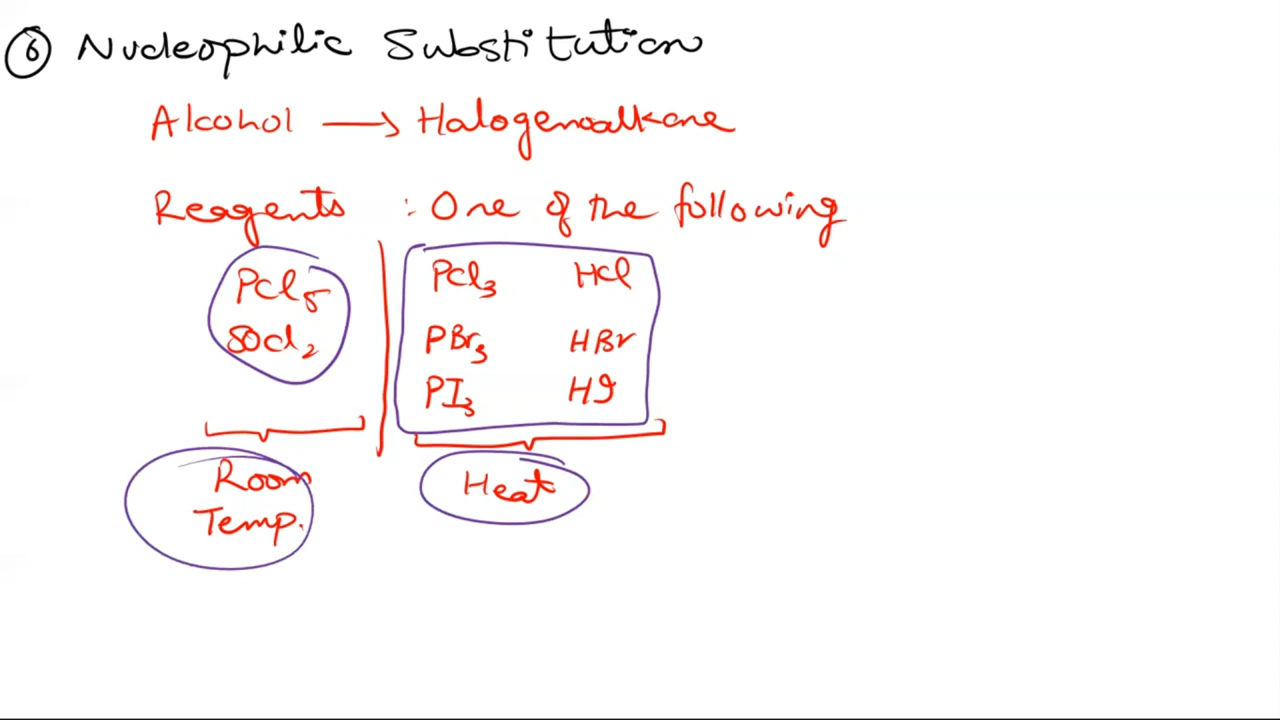 6 Nucleophilic Substitution
Alcohol → Halogenoalkane
Reagents : One of the following
PCl5 PCl3 HCl
SOCl2 PBr3 HBr
PI3 HI
Room Heat
Temp.